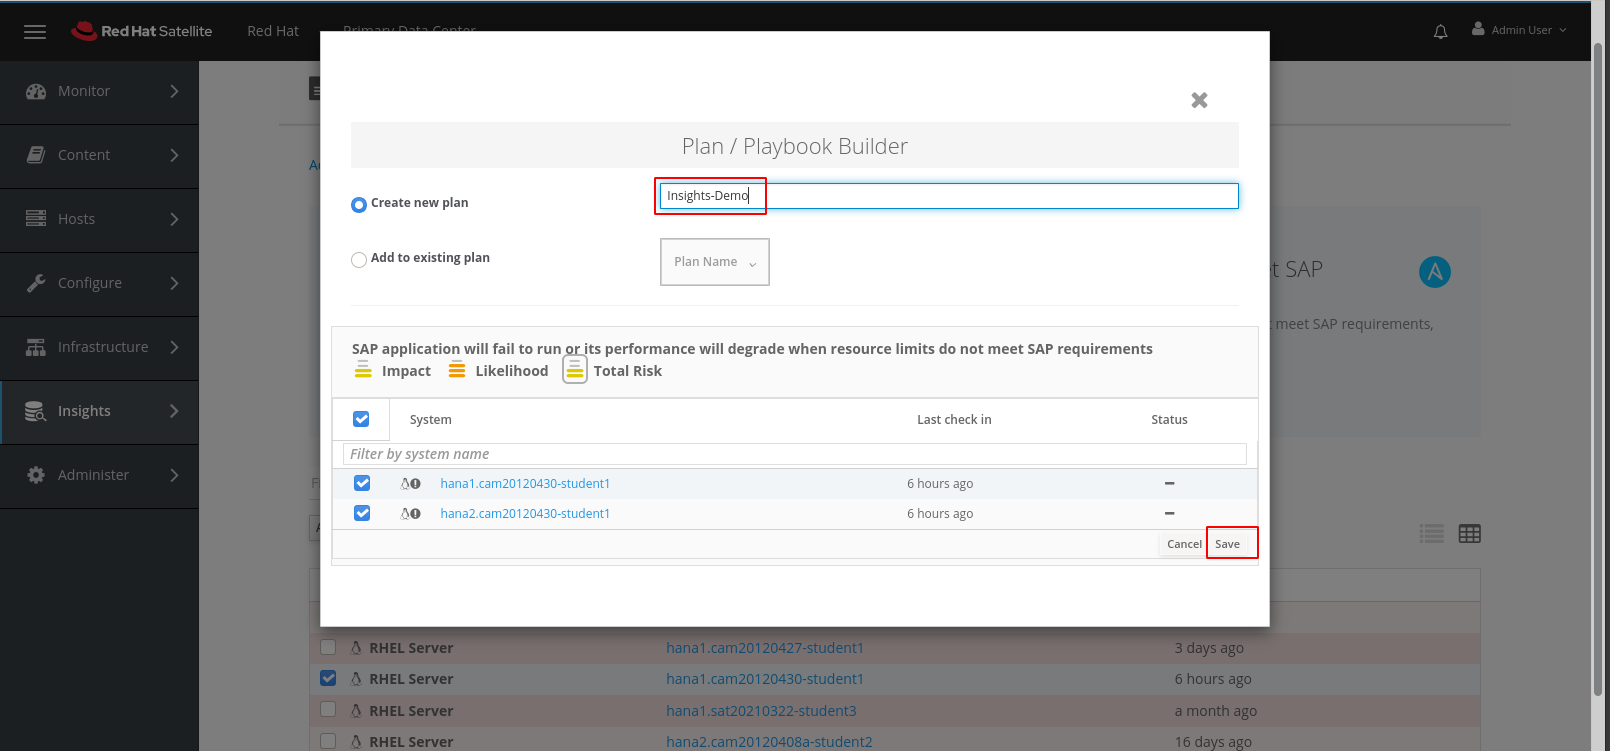 Red Hat Satellite Red Hat Primary Data Center Admin User
Monitor
Content
Hosts
Configure
Infrastructure
Insights
Administer
Plan / Playbook Builder
Create new plan Insights-Demo
Add to existing plan Plan Name
SAP
meet SAP requirements,
SAP application will fail to run or its performance will degrade when resource limits do not meet SAP requirements
Impact Likelihood Total Risk
System Last check in Status
Filter by system name
hana1.cam20120430-student1 6 hours ago
hana2.cam20120430-student1 6 hours ago
Cancel Save
RHEL Server hana1.cam20120427-student1 3 days ago
RHEL Server hana1.cam20120430-student1 6 hours ago
RHEL Server hana1.sat20210322-student3 a month ago
RHEL Server hana2.cam20120408a-student2 16 days ago